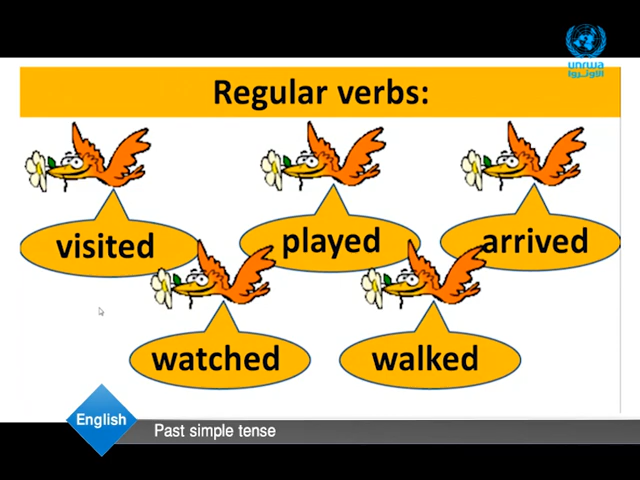 unrwa
الأونروا
Regular verbs:
visited
played
arrived
watched
walked
English
Past simple tense